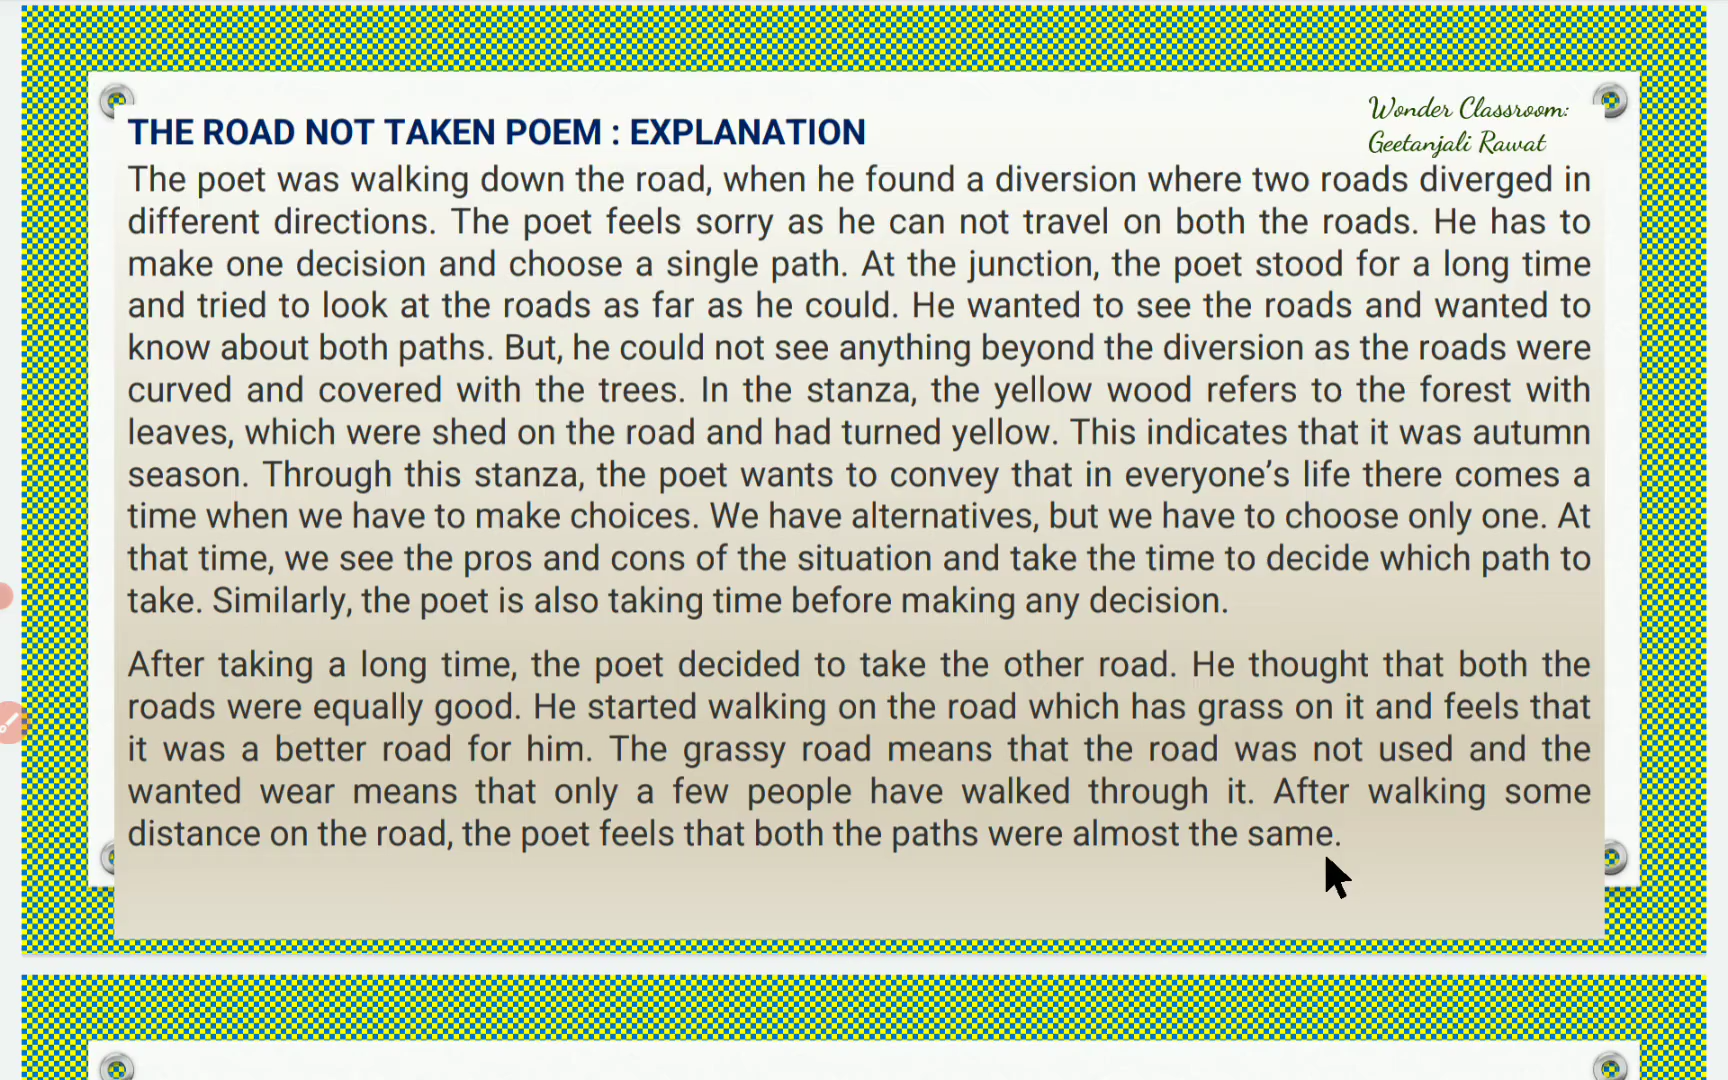 THE ROAD NOT TAKEN POEM : EXPLANATION
Wonder Classroom:
Geetanjali Rawat
The poet was walking down the road, when he found a diversion where two roads diverged in
different directions. The poet feels sorry as he can not travel on both the roads. He has to
make one decision and choose a single path. At the junction, the poet stood for a long time
and tried to look at the roads as far as he could. He wanted to see the roads and wanted to
know about both paths. But, he could not see anything beyond the diversion as the roads were
curved and covered with the trees. In the stanza, the yellow wood refers to the forest with
leaves, which were shed on the road and had turned yellow. This indicates that it was autumn
season. Through this stanza, the poet wants to convey that in everyone’s life there comes a
time when we have to make choices. We have alternatives, but we have to choose only one. At
that time, we see the pros and cons of the situation and take the time to decide which path to
take. Similarly, the poet is also taking time before making any decision.
After taking a long time, the poet decided to take the other road. He thought that both the
roads were equally good. He started walking on the road which has grass on it and feels that
it was a better road for him. The grassy road means that the road was not used and the
wanted wear means that only a few people have walked through it. After walking some
distance on the road, the poet feels that both the paths were almost the same.